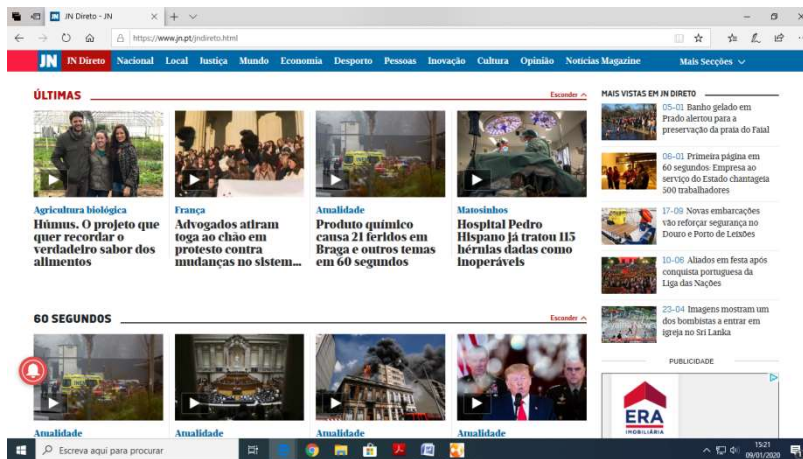 JN Direto - JN
https://www.jn.pt/jndireto.html
JN JN Direto Nacional Local Justiça Mundo Economia Desporto Pessoas Inovação Cultura Opinião Notícias Magazine Mais Secções
ÚLTIMAS
Esconder
Agricultura biológica
Húmus. O projeto que
quer recordar o
verdadeiro sabor dos
alimentos
França
Advogados atiram
toga ao chão em
protesto contra
mudanças no sistem...
Atualidade
Produto químico
causa 21 feridos em
Braga e outros temas
em 60 segundos
Matosinhos
Hospital Pedro
Hispano já tratou 115
hérnias dadas como
inoperáveis
60 SEGUNDOS
Esconder
Atualidade
Atualidade
Atualidade
Atualidade
MAIS VISTAS EM JN DIRETO
05-01 Banho gelado em
Prado alertou para a
preservação da praia do Faial
06-01 Primeira página em
60 segundos: Empresa ao
serviço do Estado chantageia
500 trabalhadores
17-09 Novas embarcações
vão reforçar segurança no
Douro e Porto de Leixões
10-06 Aliados em festa após
conquista portuguesa da
Liga das Nações
23-04 Imagens mostram um
dos bombistas a entrar em
igreja no Sri Lanka
PUBLICIDADE
ERA
IMOBILIÁRIA
Escreva aqui para procurar
15:21
09/01/2020